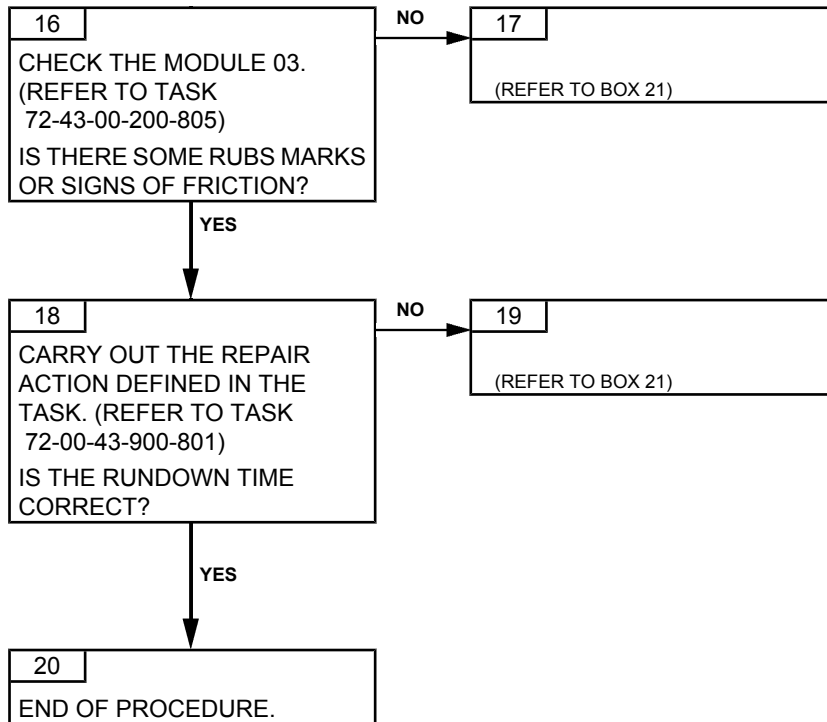 16
CHECK THE MODULE 03.
(REFER TO TASK
72-43-00-200-805)
IS THERE SOME RUBS MARKS
OR SIGNS OF FRICTION?
NO
17
(REFER TO BOX 21)
YES
18
CARRY OUT THE REPAIR
ACTION DEFINED IN THE
TASK. (REFER TO TASK
72-00-43-900-801)
IS THE RUNDOWN TIME
CORRECT?
NO
19
(REFER TO BOX 21)
YES
20
END OF PROCEDURE.